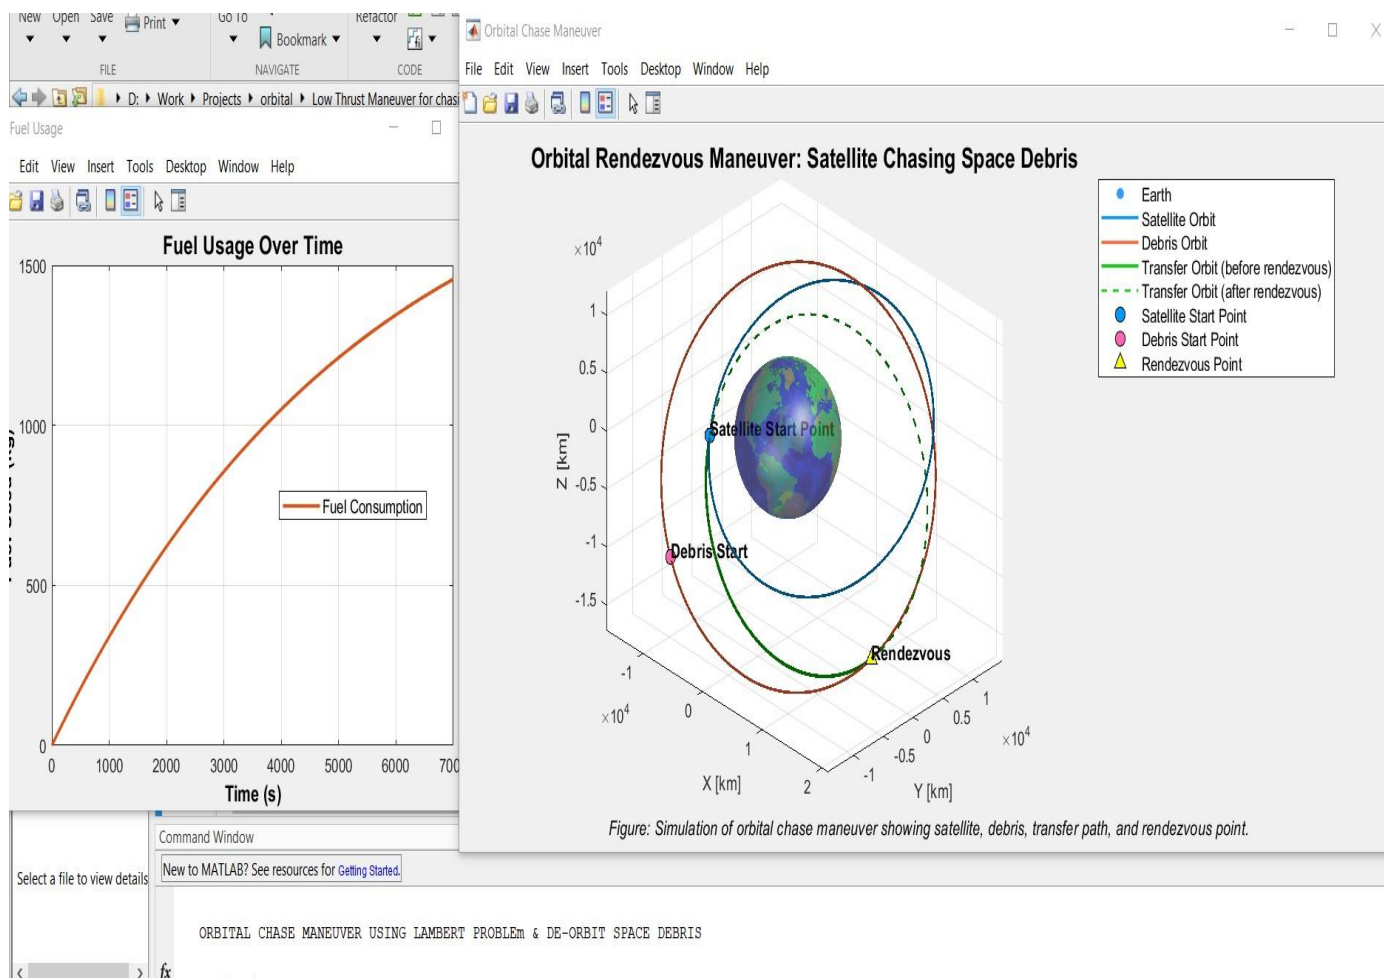 New Open Save Print Go To Refactor
Bookmark
FILE NAVIGATE CODE
D: Work Projects orbital Low Thrust Maneuver for chas
Fuel Usage
Edit View Insert Tools Desktop Window Help
Fuel Usage Over Time
1500
1000
500
0
Fuel Consumption
0 1000 2000 3000 4000 5000 6000 700
Time (s)
Orbital Chase Maneuver
File Edit View Insert Tools Desktop Window Help
Orbital Rendezvous Maneuver: Satellite Chasing Space Debris
Earth
Satellite Orbit
Debris Orbit
Transfer Orbit (before rendezvous)
Transfer Orbit (after rendezvous)
Satellite Start Point
Debris Start Point
Rendezvous Point
×10⁴
1
0.5
0
-0.5
-1
-1.5
Z [km]
Satellite Start Point
Debris Start
Rendezvous
-1
0
1
2
×10⁴
X [km]
-1
-0.5
0
0.5
1
×10⁴
Y [km]
Figure: Simulation of orbital chase maneuver showing satellite, debris, transfer path, and rendezvous point.
Command Window
New to MATLAB? See resources for Getting Started.
Select a file to view details
ORBITAL CHASE MANEUVER USING LAMBERT PROBLEm & DE-ORBIT SPACE DEBRIS
fx